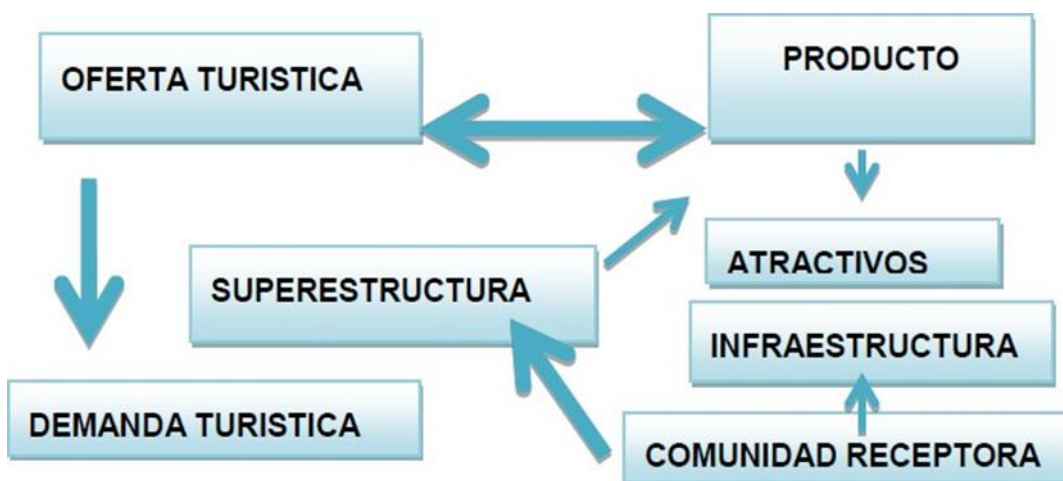 OFERTA TURISTICA
PRODUCTO
SUPERESTRUCTURA
ATRACTIVOS
INFRAESTRUCTURA
DEMANDA TURISTICA
COMUNIDAD RECEPTORA